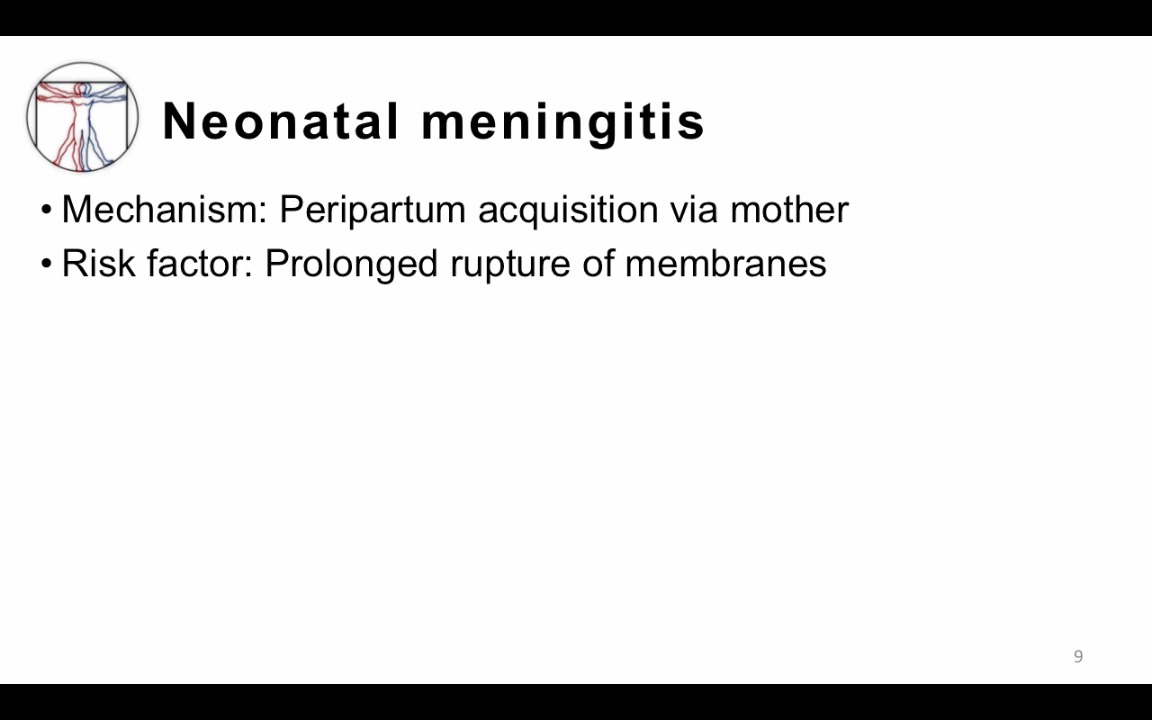 Neonatal meningitis
• Mechanism: Peripartum acquisition via mother
• Risk factor: Prolonged rupture of membranes
9